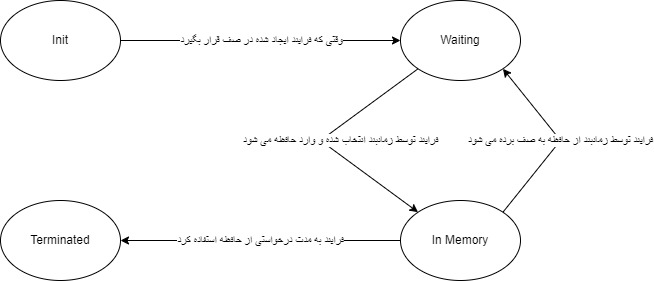 Init
وقتی که فرایند ایجاد شده در صف قرار بگیرد
Waiting
فرایند توسط زمانبند انتخاب شده و وارد حافظه می شود
فرایند توسط زمانبند از حافظه به صف برده می شود
Terminated
فرایند به مدت درخواستی از حافظه استفاده کرد
In Memory